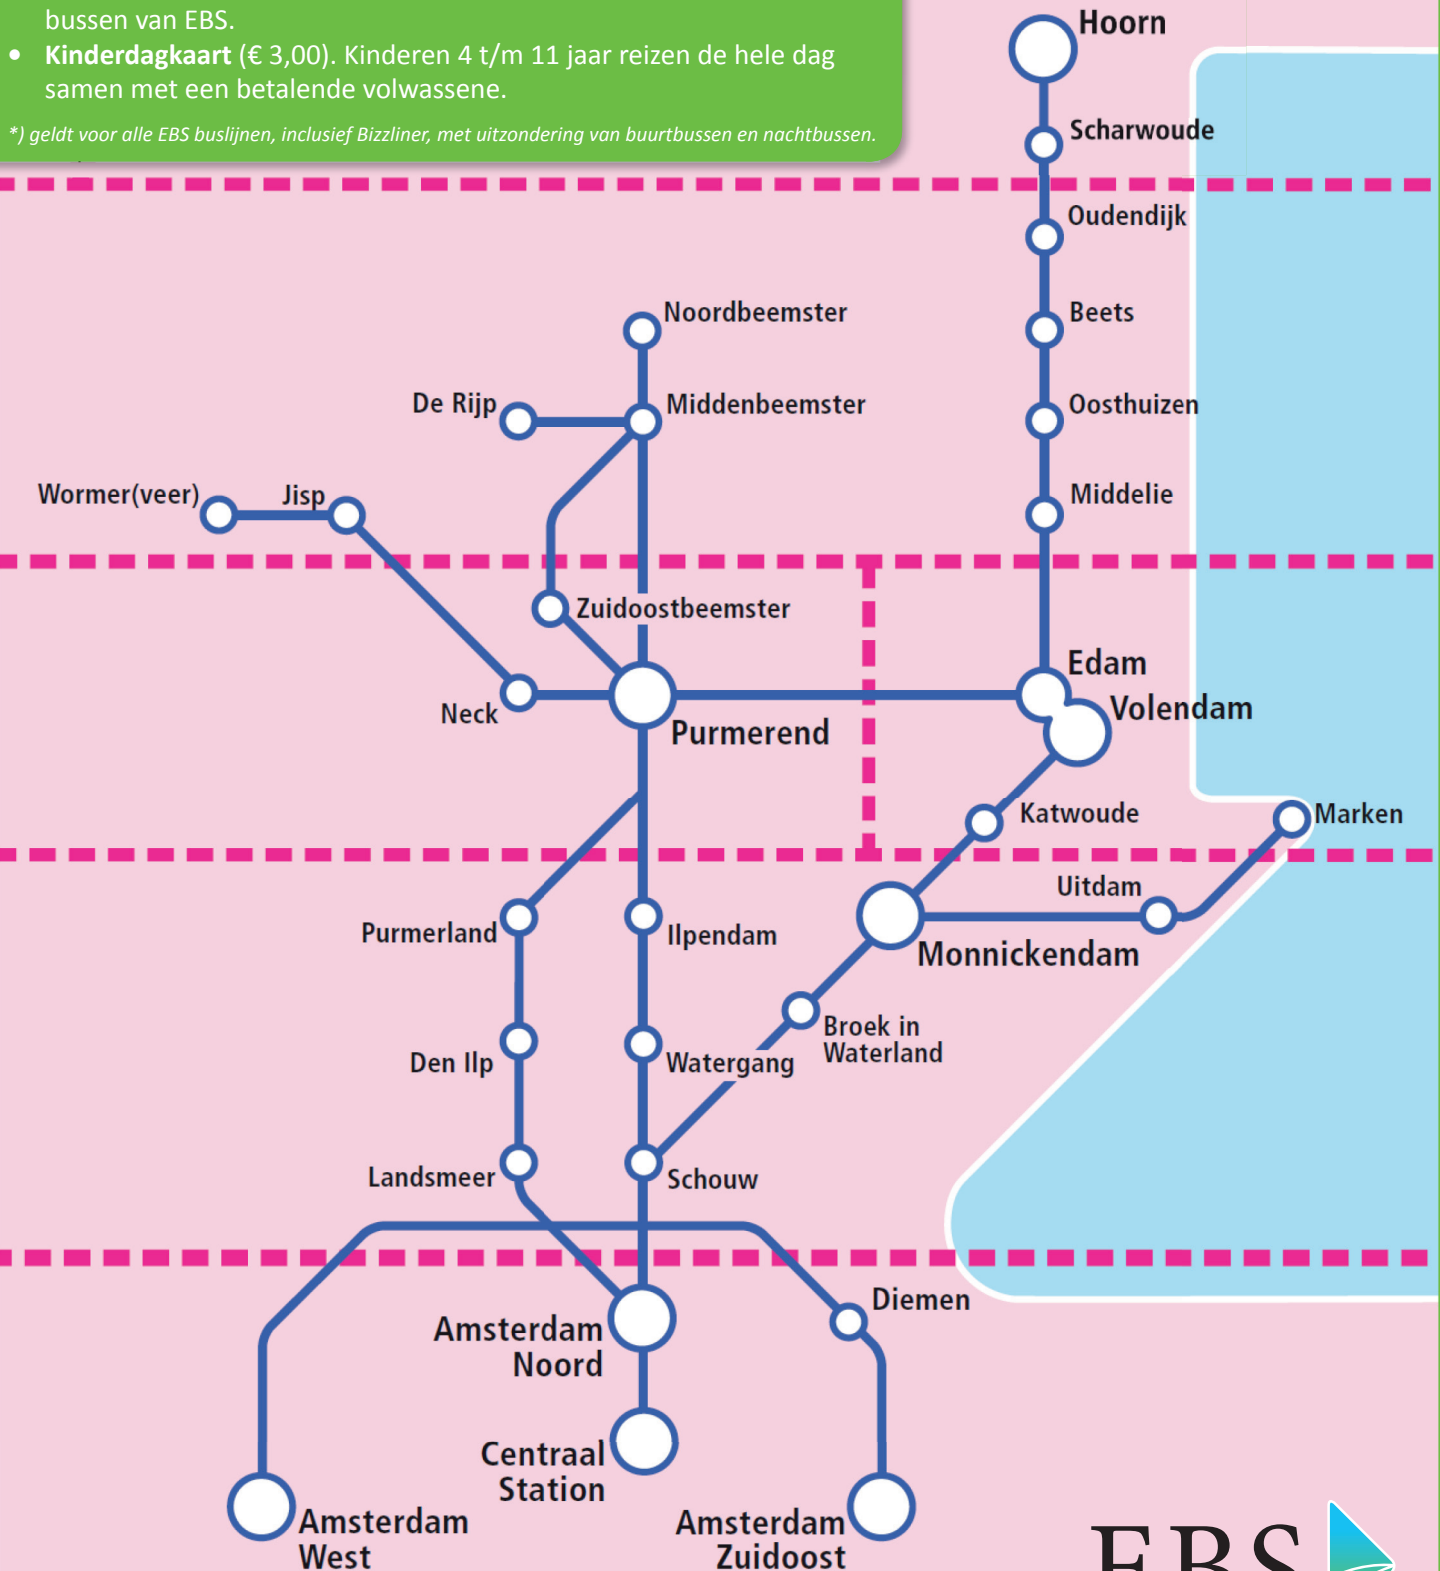 bussen van EBS.
• Kinderdagkaart (€ 3,00). Kinderen 4 t/m 11 jaar reizen de hele dag
samen met een betalende volwassene.
*) geldt voor alle EBS buslijnen, inclusief Bizzliner, met uitzondering van buurtbussen en nachtbussen.
Hoorn
Scharwoude
Oudendijk
Noordbeemster
Beets
De Rijp
Middenbeemster
Oosthuizen
Wormer(veer)
Jisp
Middelie
Zuidoostbeemster
Edam
Volendam
Neck
Purmerend
Katwoude
Marken
Uitdam
Purmerland
Ilpendam
Monnickendam
Broek in
Waterland
Den Ilp
Watergang
Landsmeer
Schouw
Diemen
Amsterdam
Noord
Centraal
Station
Amsterdam
West
Amsterdam
Zuidoost
EBS